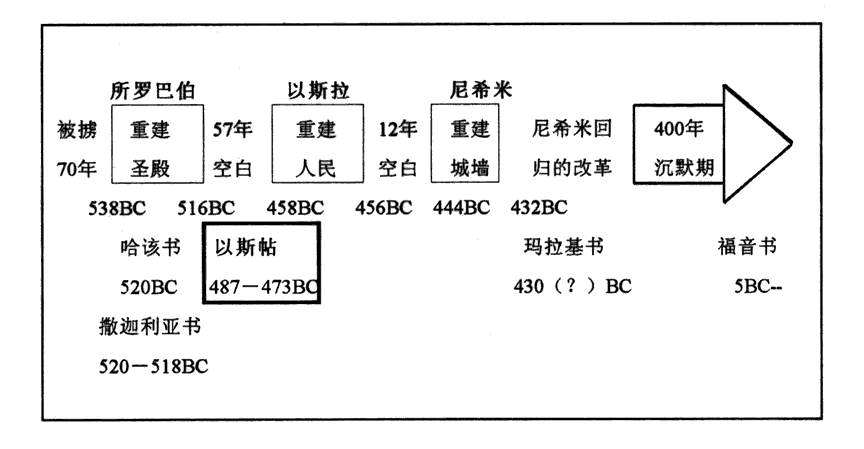 所罗巴伯 以斯拉 尼希米
被掳 重建 57年 重建 12年 重建 尼希米回 400年
70年 圣殿 空白 人民 空白 城墙 归的改革 沉默期
538BC 516BC 458BC 456BC 444BC 432BC
哈该书 以斯帖 玛拉基书 福音书
520BC 487－473BC 430（？）BC 5BC--
撒迦利亚书
520－518BC